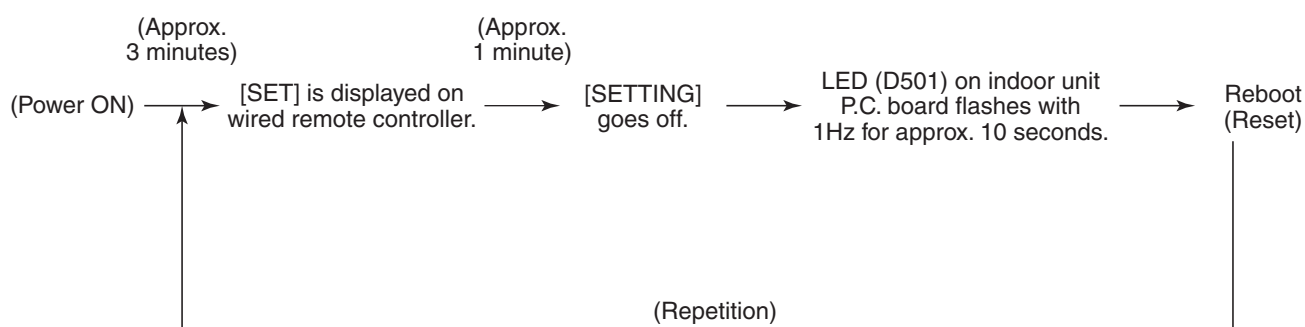 (Approx.
3 minutes)
(Approx.
1 minute)
(Power ON)
[SET] is displayed on
wired remote controller.
[SETTING]
goes off.
LED (D501) on indoor unit
P.C. board flashes with
1Hz for approx. 10 seconds.
Reboot
(Reset)
(Repetition)